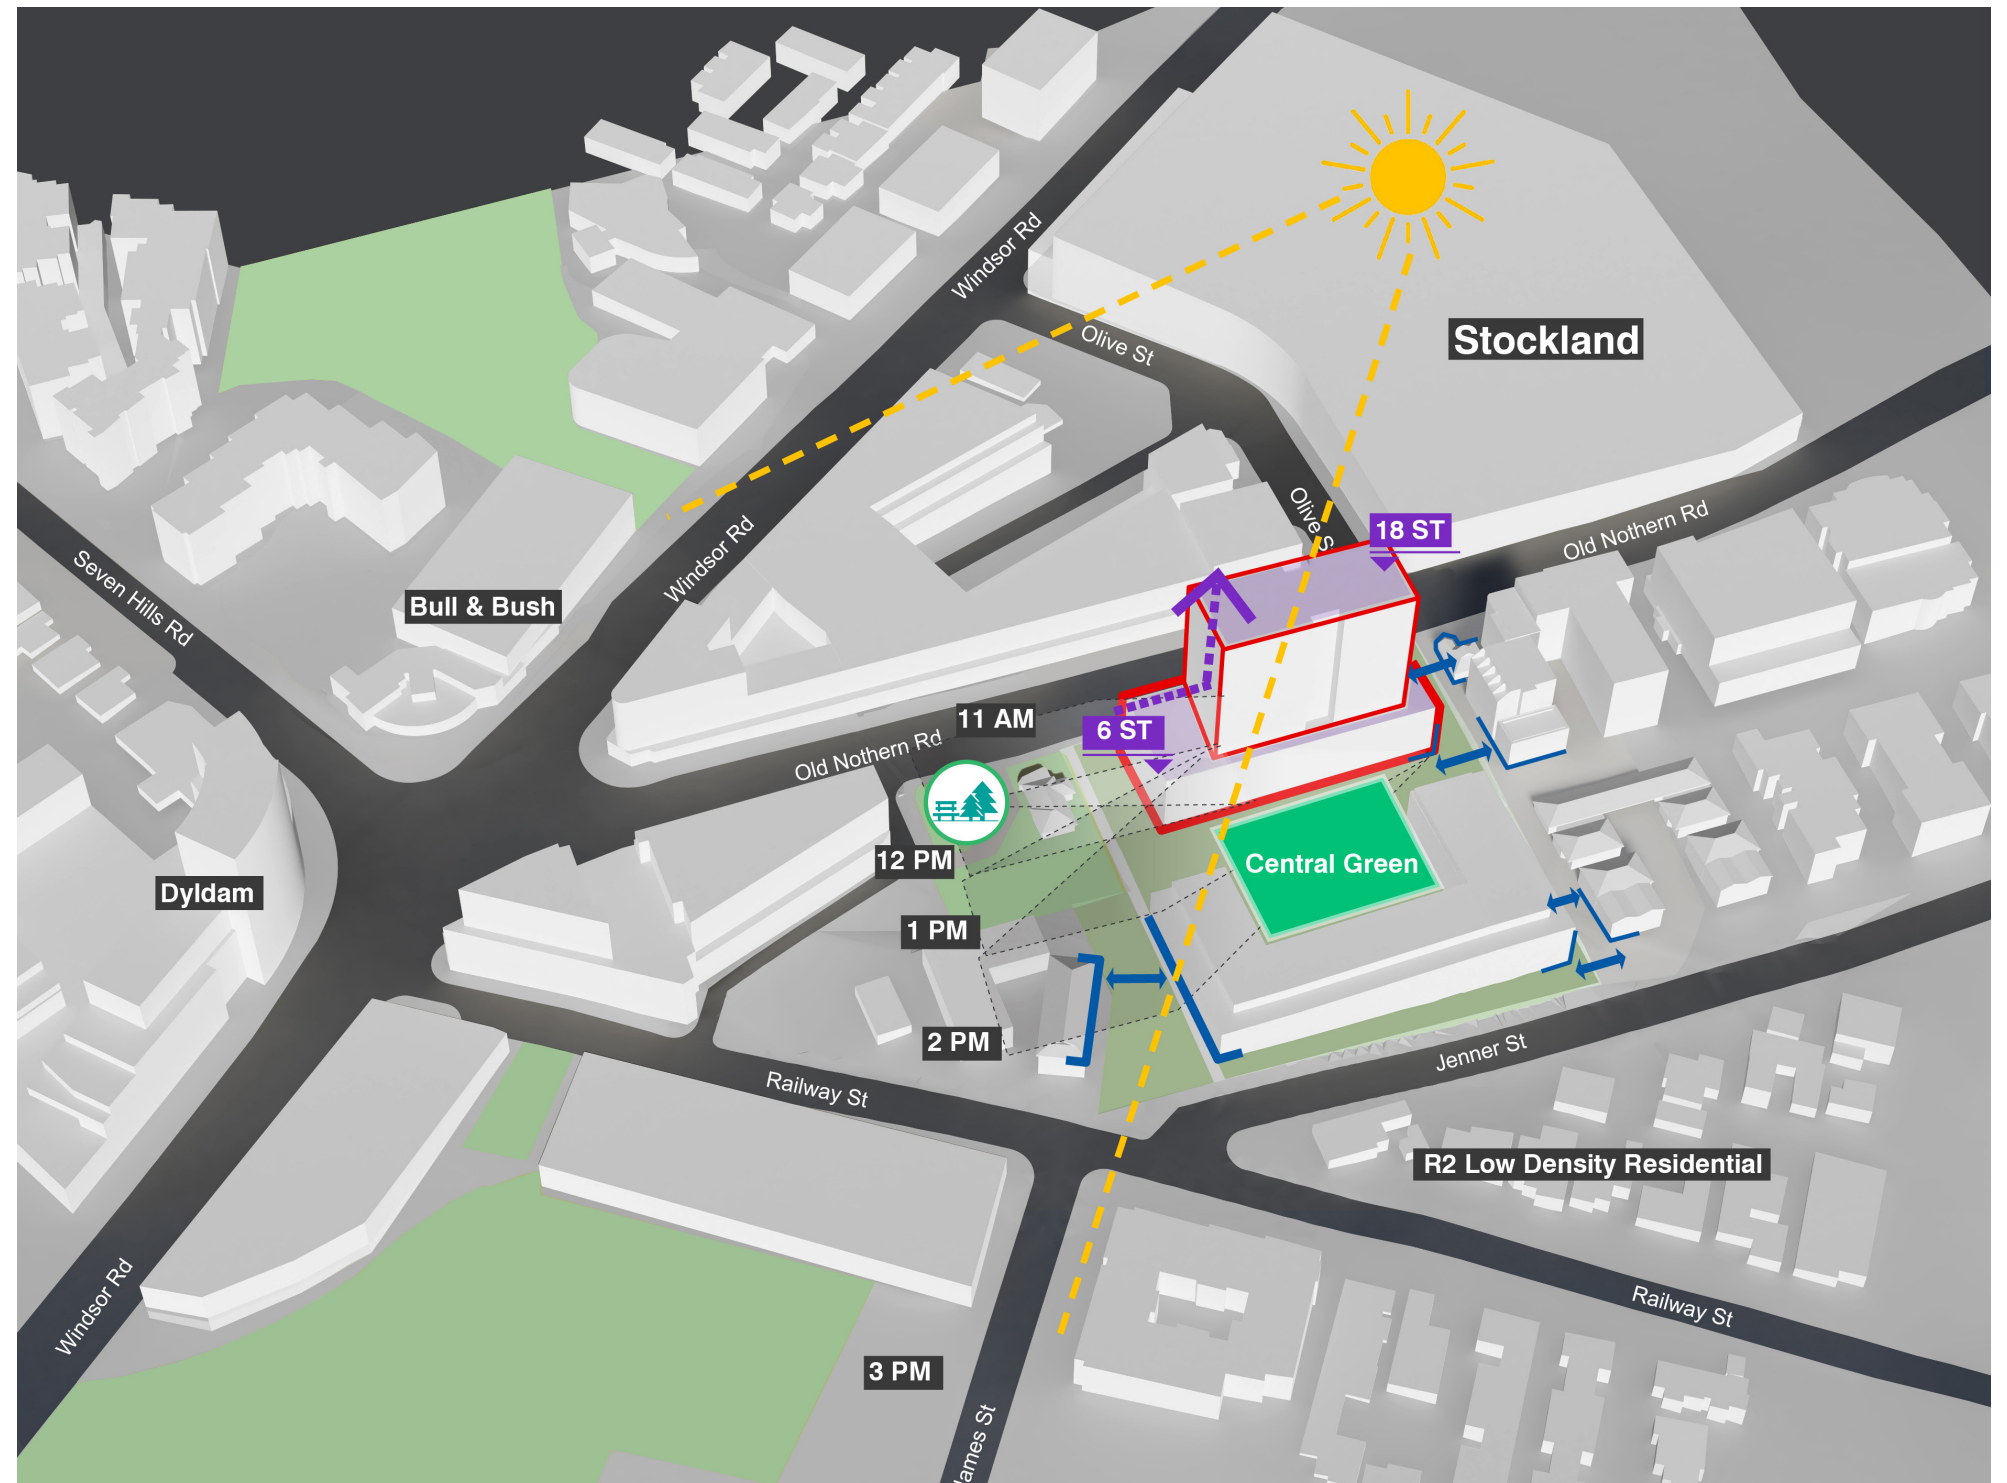 Windsor Rd
Olive St
Stockland
Olive S
18 ST
Old Nothern Rd
Windsor Rd
Seven Hills Rd
Bull & Bush
11 AM
6 ST
Old Nothern Rd
12 PM
Central Green
Dyldam
1 PM
2 PM
Jenner St
Railway St
R2 Low Density Residential
Windsor Rd
Railway St
3 PM
James St